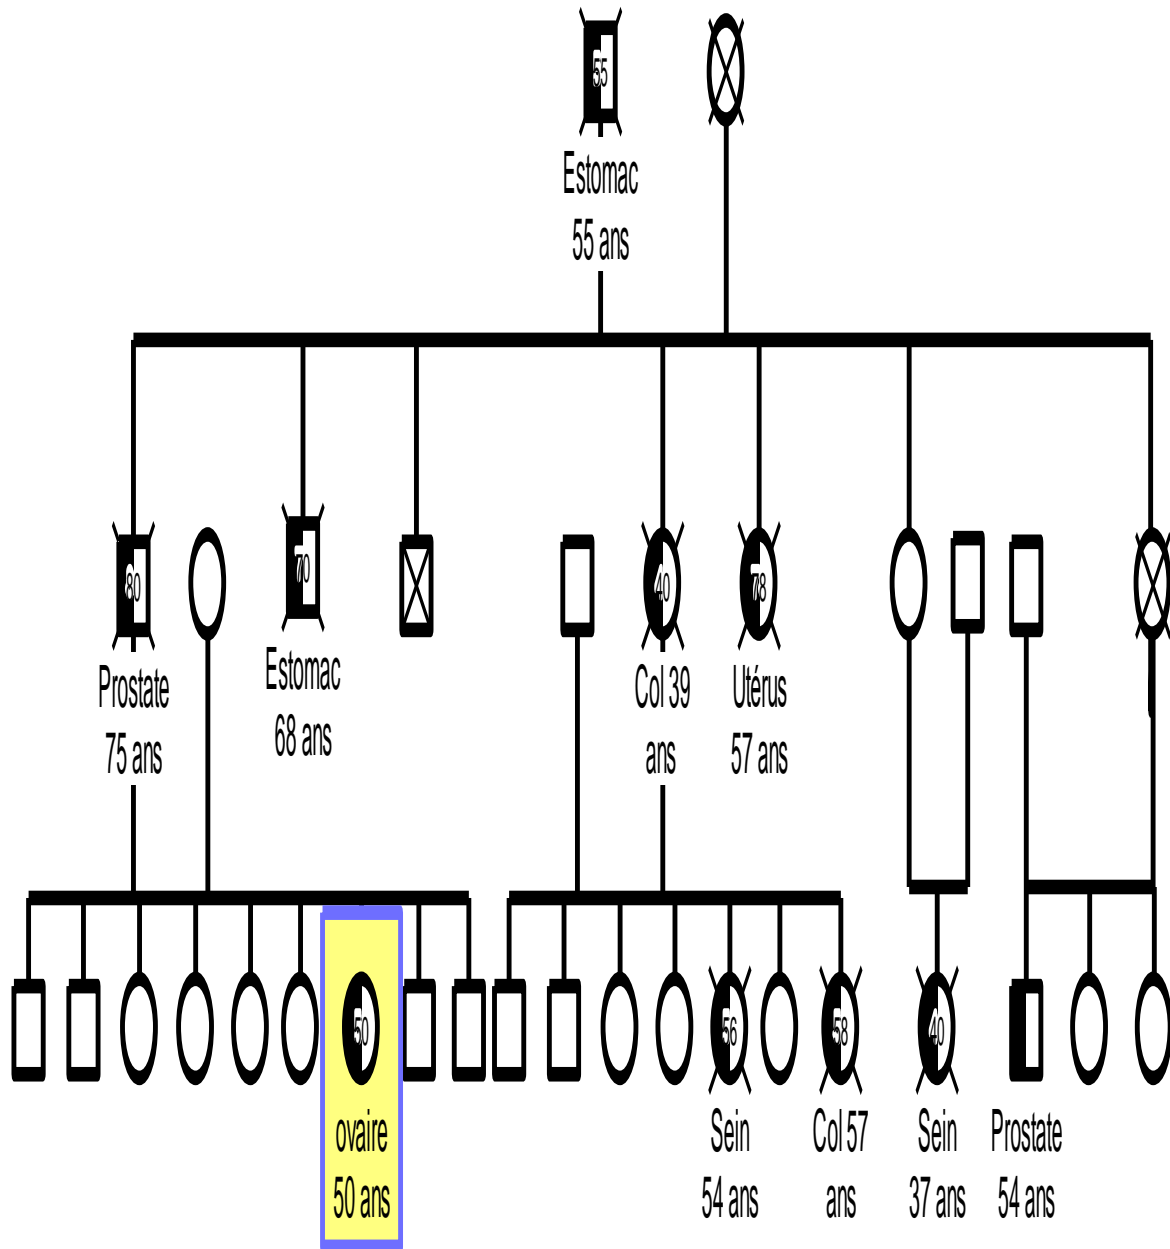 55
Estomac
55 ans
80
70
40
78
Prostate
75 ans
Estomac
68 ans
Col 39
ans
Utérus
57 ans
50
56
58
40
ovaire
50 ans
Sein
54 ans
Col 57
ans
Sein
37 ans
Prostate
54 ans